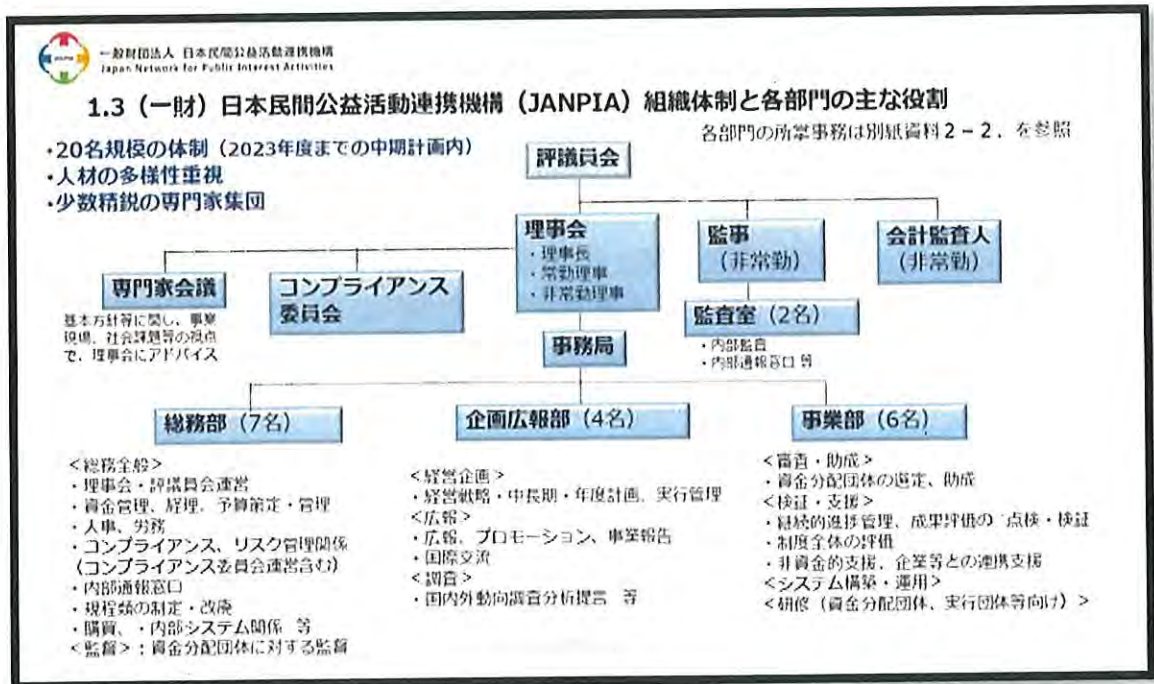 一般財団法人 日本民間公益活動連携機構
Japan Network for Public Interest Activities
1.3（一財）日本民間公益活動連携機構（JANPIA）組織体制と各部門の主な役割
各部門の所掌事務は別紙資料2-2．を参照
・20名規模の体制（2023年度までの中期計画内）
・人材の多様性重視
・少数精鋭の専門家集団
評議員会
理事会
・理事長
・常勤理事
・非常勤理事
監事
（非常勤）
会計監査人
（非常勤）
専門家会議
基本方針等に関し、事業
現場、社会課題等の視点
で、理事会にアドバイス
コンプライアンス
委員会
監査室（2名）
・内部監査
・内部通報窓口 等
事務局
総務部（7名）
＜総務全般＞
・理事会・評議員会運営
・資金管理、経理、予算策定・管理
・人事、労務
・コンプライアンス、リスク管理関係
（コンプライアンス委員会運営含む）
・内部通報窓口
・規程類の制定・改廃
・購買、・内部システム関係 等
＜監督＞：資金分配団体に対する監督
企画広報部（4名）
＜経営企画＞
・経営戦略・中長期・年度計画、実行管理
＜広報＞
・広報、プロモーション、事業報告
・国際交流
＜調査＞
・国内外動向調査分析提言 等
事業部（6名）
＜審査・助成＞
・資金分配団体の選定、助成
＜検証・支援＞
・継続的進捗管理、成果評価の 点検・検証
・制度全体の評価
・非資金的支援、企業等との連携支援
＜システム構築・運用＞
＜研修（資金分配団体、実行団体等向け）＞